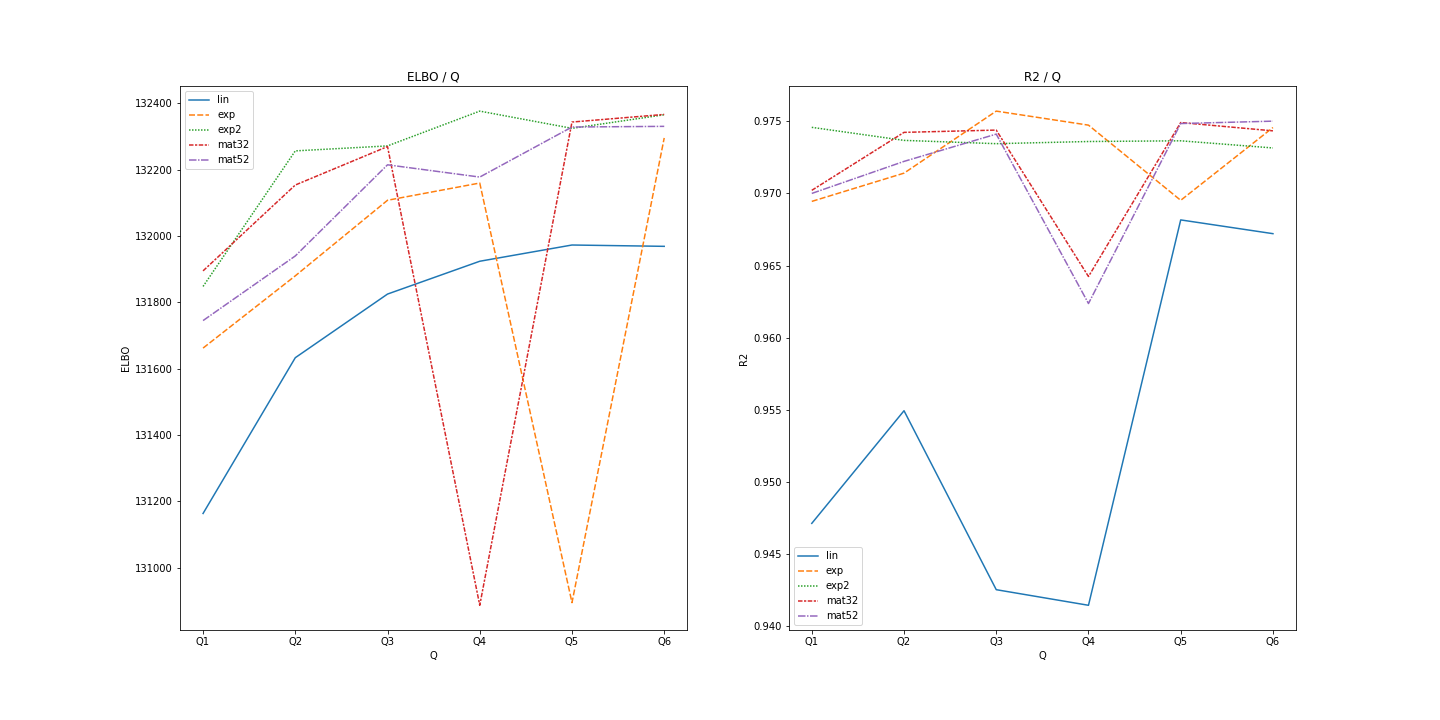 ELBO / Q
132400
132200
132000
131800
131600
131400
131200
131000
ELBO
lin
exp
exp2
mat32
mat52
Q1 Q2 Q3 Q4 Q5 Q6
Q
R2 / Q
0.975
0.970
0.965
0.960
0.955
0.950
0.945
0.940
R2
lin
exp
exp2
mat32
mat52
Q1 Q2 Q3 Q4 Q5 Q6
Q